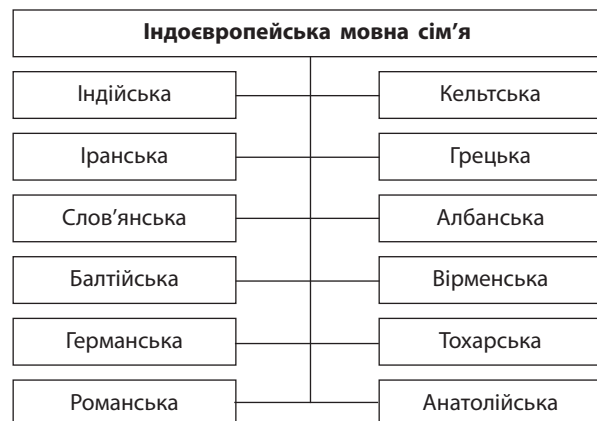 Індоєвропейська мовна сім’я
Індійська
Кельтська
Іранська
Грецька
Слов’янська
Албанська
Балтійська
Вірменська
Германська
Тохарська
Романська
Анатолійська